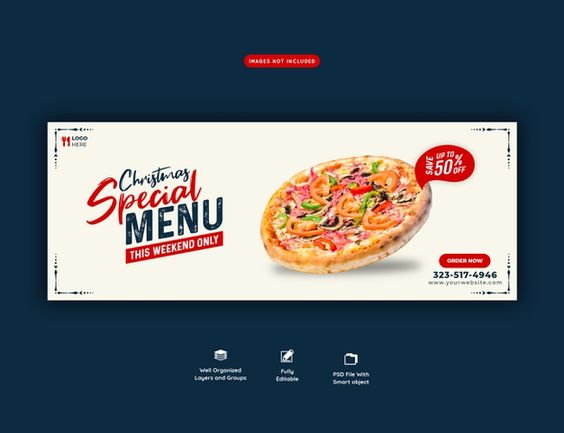 IMAGES NOT INCLUDED
LOGO
HERE
Christmas
Special
MENU
THIS WEEKEND ONLY
SAVE UP TO
50% OFF
ORDER NOW
323-517-4946
www.yourwebsite.com
Well Organized
Layers and Groups
Fully
Editable
PSD File With
Smart object